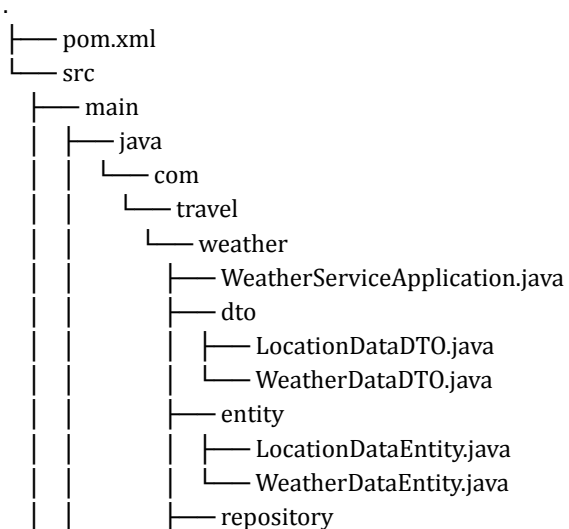 .
├── pom.xml
└── src
├── main
│ ├── java
│ │ └── com
│ │ └── travel
│ │ └── weather
│ │ ├── WeatherServiceApplication.java
│ │ ├── dto
│ │ │ ├── LocationDataDTO.java
│ │ │ └── WeatherDataDTO.java
│ │ ├── entity
│ │ │ ├── LocationDataEntity.java
│ │ │ └── WeatherDataEntity.java
│ │ ├── repository